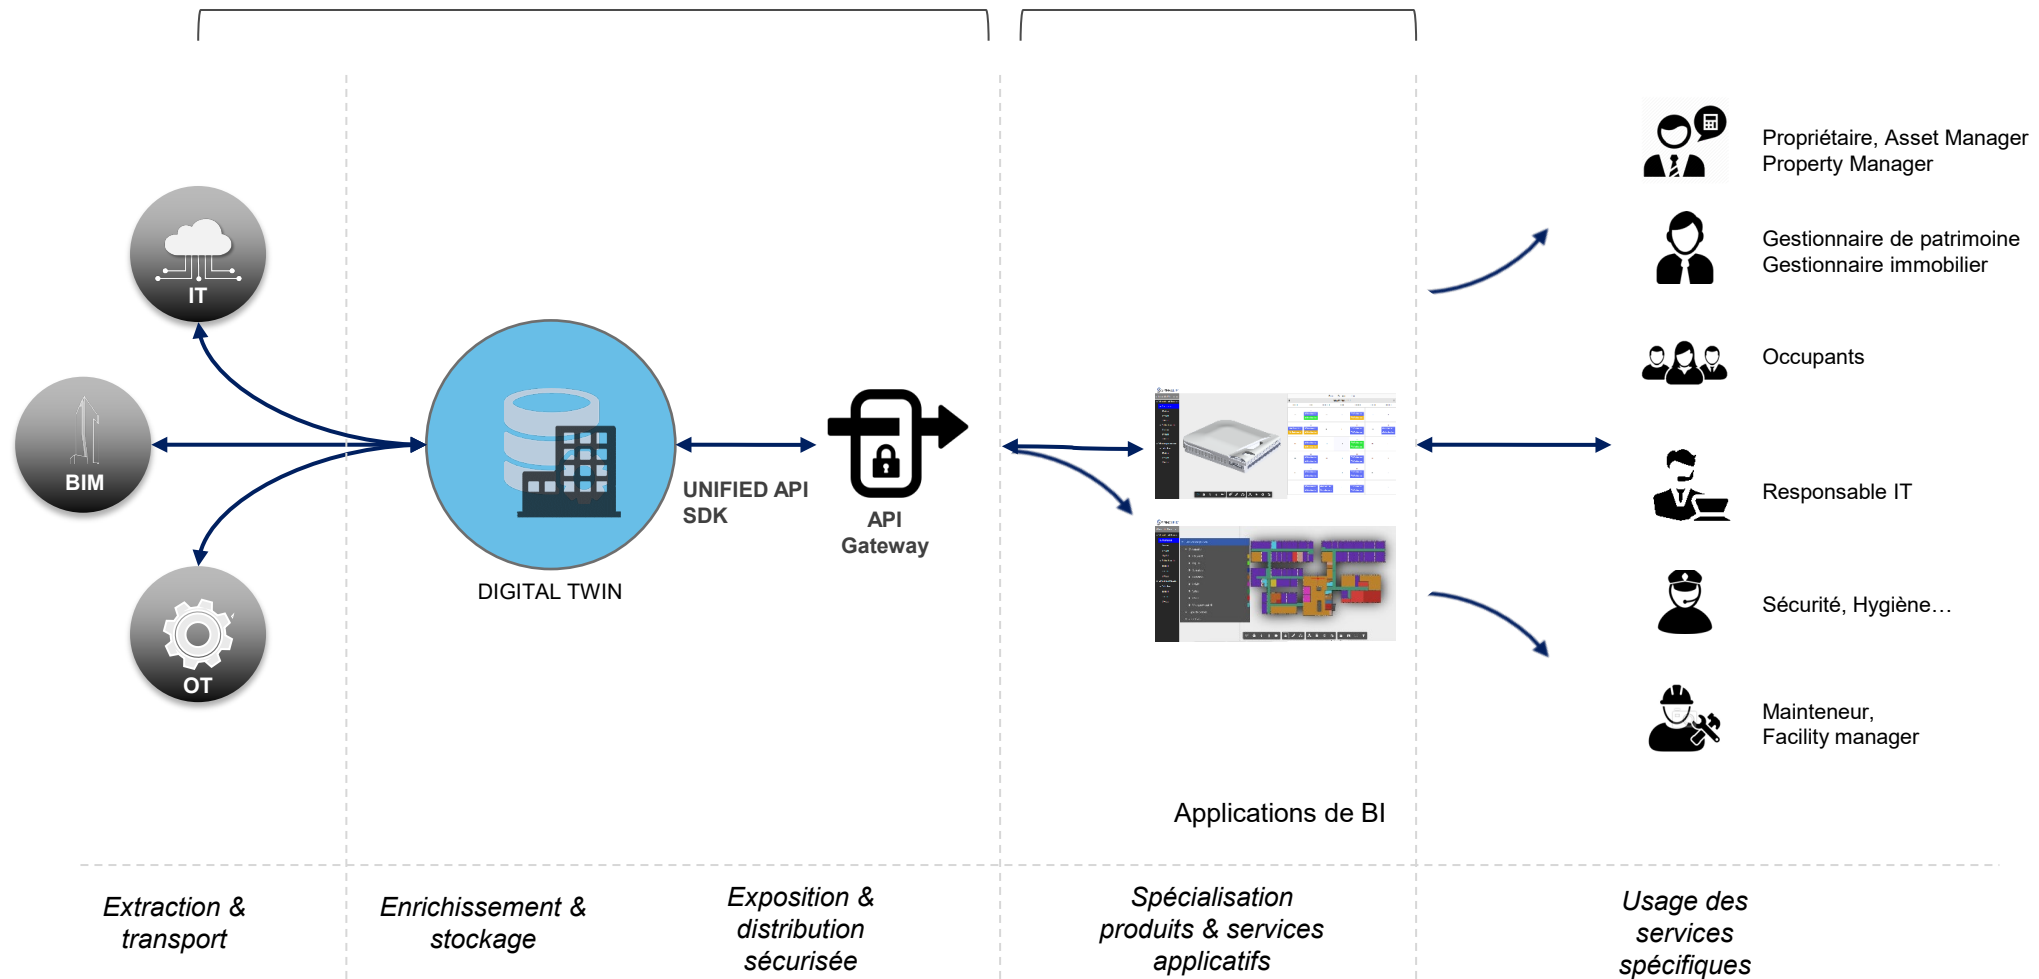 IT
BIM
OT
DIGITAL TWIN
UNIFIED API
SDK
API
Gateway
Applications de BI
Propriétaire, Asset Manager
Property Manager
Gestionnaire de patrimoine
Gestionnaire immobilier
Occupants
Responsable IT
Sécurité, Hygiène…
Mainteneur,
Facility manager
Extraction &
transport
Enrichissement &
stockage
Exposition &
distribution
sécurisée
Spécialisation
produits & services
applicatifs
Usage des
services
spécifiques